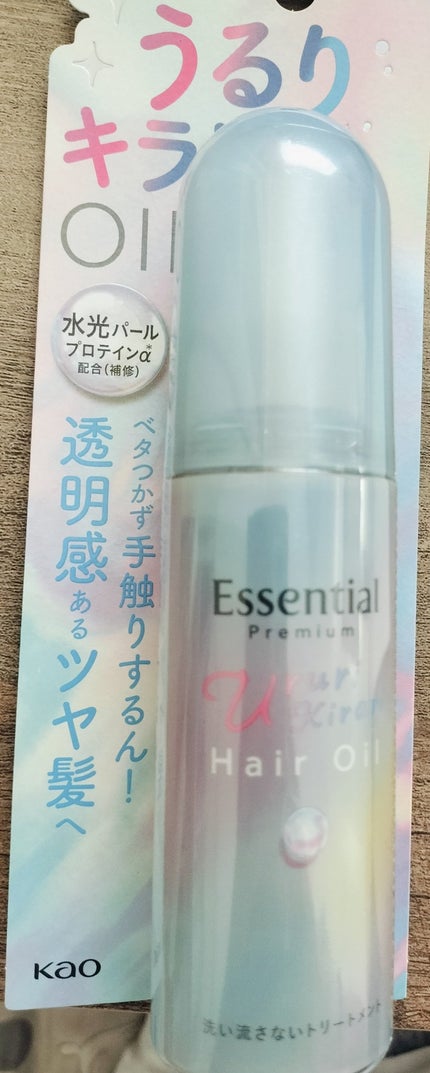 うるり
キラ
OIl
水光パール
プロテインα*
配合(補修)
ベタつかず手触りするん!
透明感あるツヤ髪へ
Essential
Premium
Hair Oil
洗い流さないトリートメント
Kao